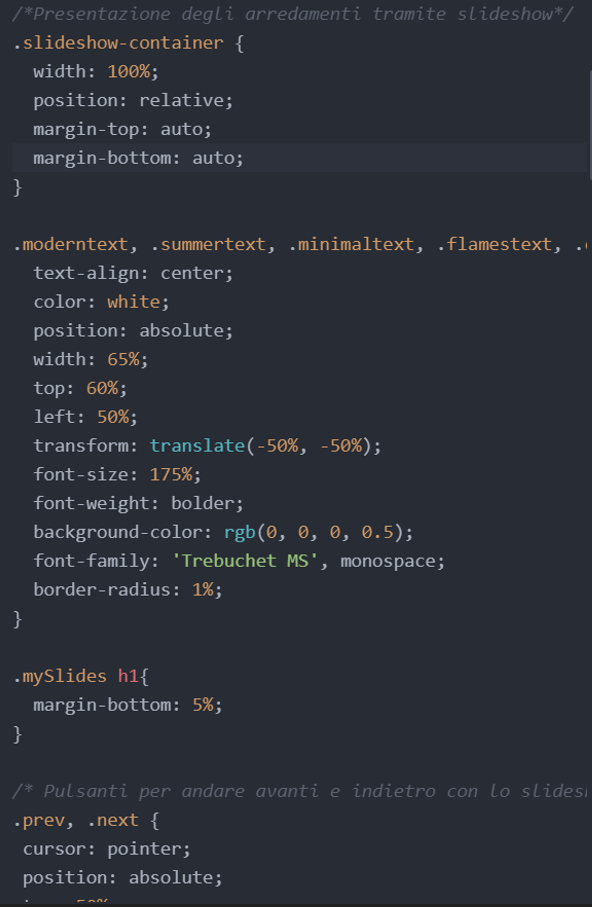 /*Presentazione degli arredamenti tramite slideshow*/
.slideshow-container {
  width: 100%;
  position: relative;
  margin-top: auto;
  margin-bottom: auto;
}

.moderntext, .summertext, .minimaltext, .flamestext, .
  text-align: center;
  color: white;
  position: absolute;
  width: 65%;
  top: 60%;
  left: 50%;
  transform: translate(-50%, -50%);
  font-size: 175%;
  font-weight: bolder;
  background-color: rgb(0, 0, 0, 0.5);
  font-family: 'Trebuchet MS', monospace;
  border-radius: 1%;
}

.mySlides h1{
  margin-bottom: 5%;
}

/* Pulsanti per andare avanti e indietro con lo slidesh
.prev, .next {
 cursor: pointer;
 position: absolute;